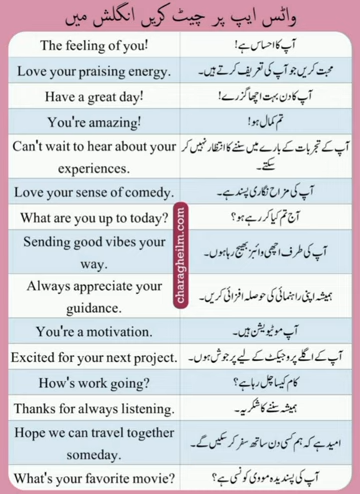 واٹس ایپ پر چیٹ کریں انگلش میں
The feeling of you!
آپ کا احساس ہے!
Love your praising energy.
محبت کریں جو آپ کی تعریف کرتے ہیں۔
Have a great day!
آپ کا دن بہت اچھا گزرے!
You're amazing!
تم کمال ہو!
Can't wait to hear about your
experiences.
آپ کے تجربات کے بارے میں سننے کا انتظار نہیں کر
سکتے۔
Love your sense of comedy.
آپ کی مزاح نگاری پسند ہے۔
What are you up to today?
آج تم کیا کر رہے ہو؟
Sending good vibes your
way.
آپ کی طرف اچھی وائبز بھیج رہا ہوں۔
Always appreciate your
guidance.
ہمیشہ اپنی راہنمائی کی حوصلہ افزائی کریں۔
You're a motivation.
آپ موٹیویشن ہیں۔
Excited for your next project.
آپ کے اگلے پروجیکٹ کے لیے پرجوش ہوں۔
How's work going?
کام کیسا چل رہا ہے؟
Thanks for always listening.
ہمیشہ سننے کا شکریہ۔
Hope we can travel together
someday.
امید ہے کہ ہم کسی دن ساتھ سفر کر سکیں گے۔
What's your favorite movie?
آپ کی پسندیدہ مووی کونسی ہے؟
charagheilm.com